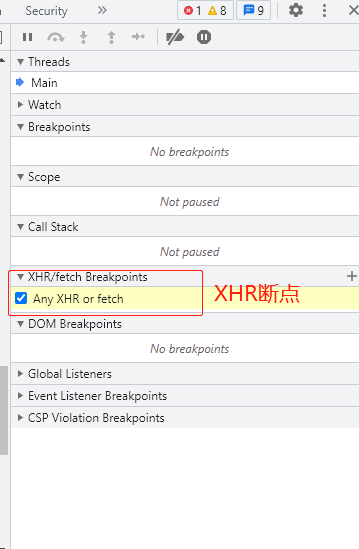 Security
1 8 9
Threads
Main
Watch
Breakpoints
No breakpoints
Scope
Not paused
Call Stack
Not paused
XHR/fetch Breakpoints
Any XHR or fetch
XHR断点
DOM Breakpoints
No breakpoints
Global Listeners
Event Listener Breakpoints
CSP Violation Breakpoints